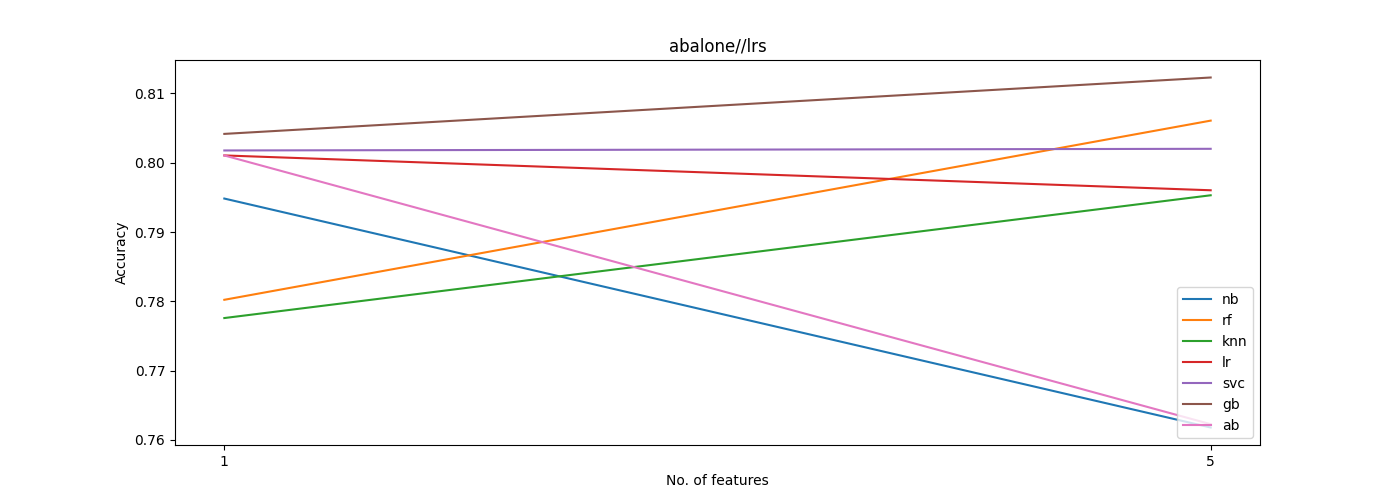 abalone//lrs
Accuracy
0.81
0.80
0.79
0.78
0.77
0.76
1
5
No. of features
nb
rf
knn
lr
svc
gb
ab